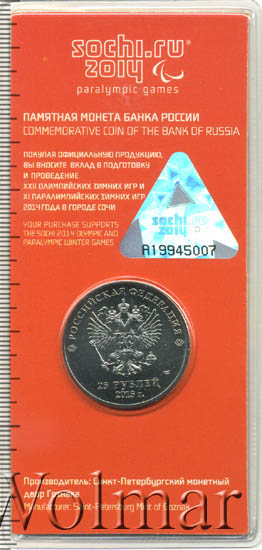 sochi.ru
2014
paralympic games
ПАМЯТНАЯ МОНЕТА БАНКА РОССИИ
COMMEMORATIVE COIN OF THE BANK OF RUSSIA
ПОКУПАЯ ОФИЦИАЛЬНУЮ ПРОДУКЦИЮ,
ВЫ ВНОСИТЕ ВКЛАД В ПОДГОТОВКУ
И ПРОВЕДЕНИЕ
XXII ОЛИМПИЙСКИХ ЗИМНИХ ИГР И
XI ПАРАЛИМПИЙСКИХ ЗИМНИХ ИГР
2014 ГОДА В ГОРОДЕ СОЧИ
YOUR PURCHASE SUPPORTS
THE SOCHI 2014 OLYMPIC AND
PARALYMPIC WINTER GAMES
sochi.ru
2014
A19945007
РОССИЙСКАЯ ФЕДЕРАЦИЯ
25 РУБЛЕЙ
2013 г.
Производитель: Санкт-Петербургский монетный
двор Гознака
Manufacturer: Saint-Petersburg Mint of Goznak
Wolmar